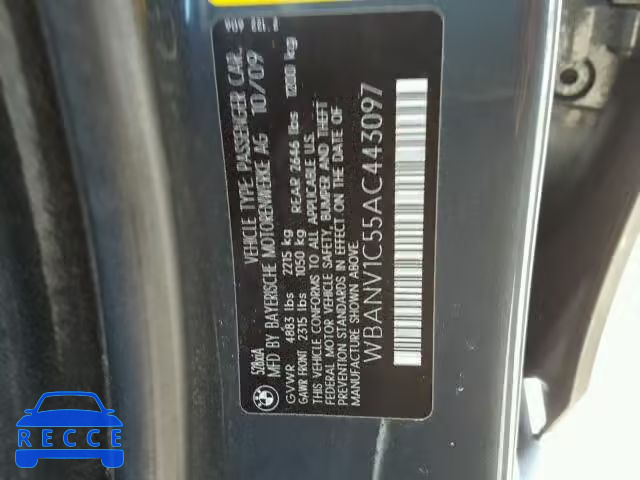 528xiA
VEHICLE TYPE PASSENGER CAR
MFD BY BAYERISCHE MOTORENWERKE AG 10/09
GVWR 4883 lbs 2215 kg
GAWR FRONT 2315 lbs 1050 kg REAR 2646 lbs 1200 kg
THIS VEHICLE CONFORMS TO ALL APPLICABLE U.S.
FEDERAL MOTOR VEHICLE SAFETY, BUMPER AND THEFT
PREVENTION STANDARDS IN EFFECT ON THE DATE OF
MANUFACTURE SHOWN ABOVE.
WBANV1C55AC443097
RECCE